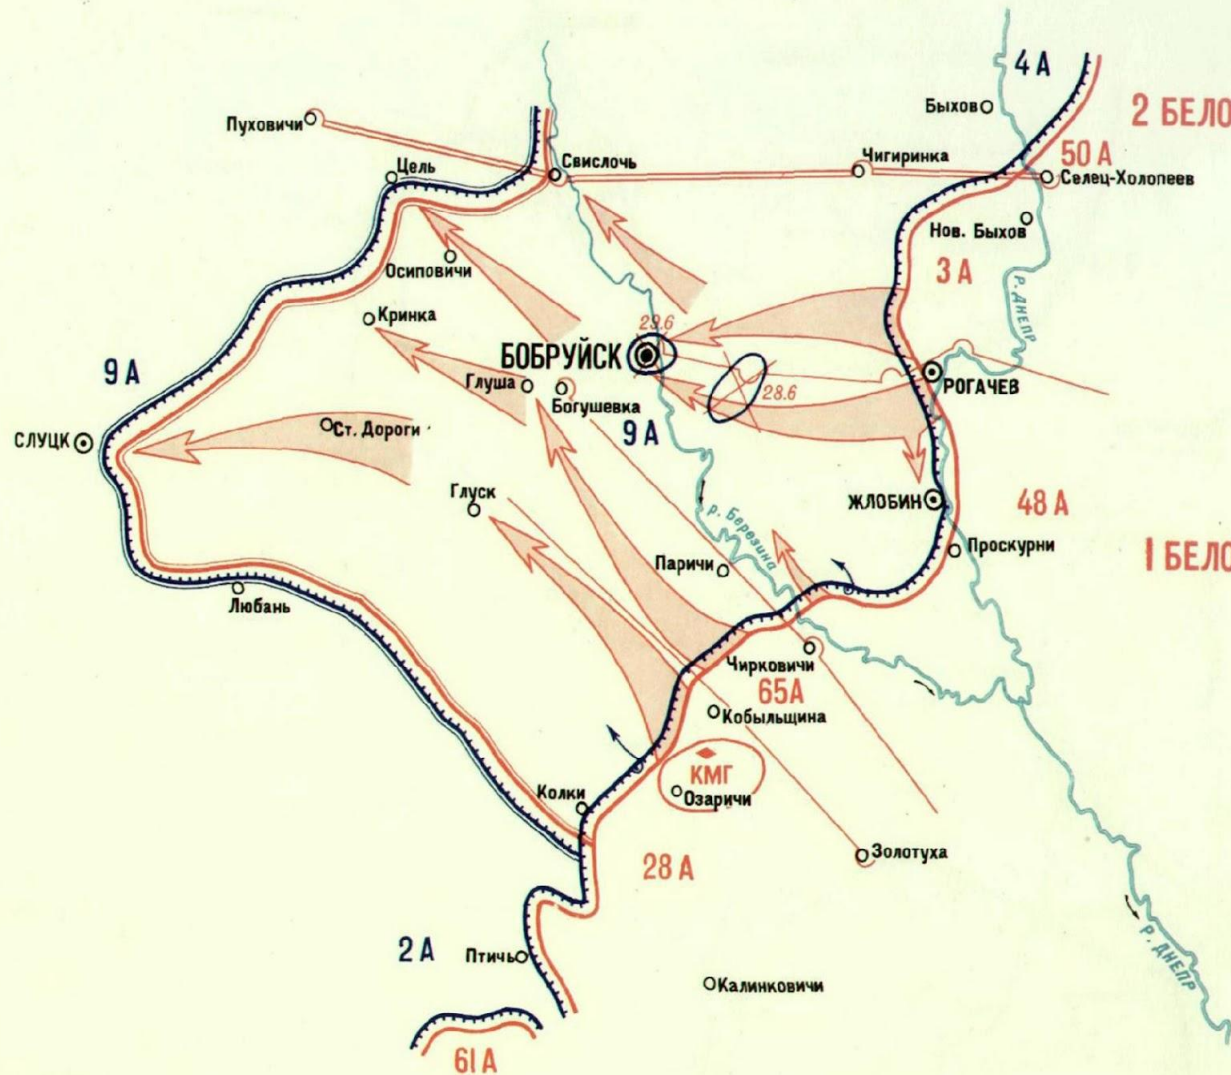 4 А
Быхов
2 БЕЛО
Пуховичи
Цель
Свислочь
Чигиринка
50 А
Селец-Холопеев
Нов. Быхов
Осиповичи
3 А
р. ДНЕПР
Кринка
28.6
БОБРУЙСК
9 А
Глуша
Богушевка
28.6
РОГАЧЕВ
9 А
СЛУЦК
Ст. Дороги
Глуск
ЖЛОБИН
48 А
р. Березина
Проскурни
1 БЕЛО
Паричи
Любань
Чирковичи
65 А
Кобыльщина
КМГ
Озаричи
Колки
Золотуха
28 А
2 А
Птичь
р. ДНЕПР
Калинковичи
61 А